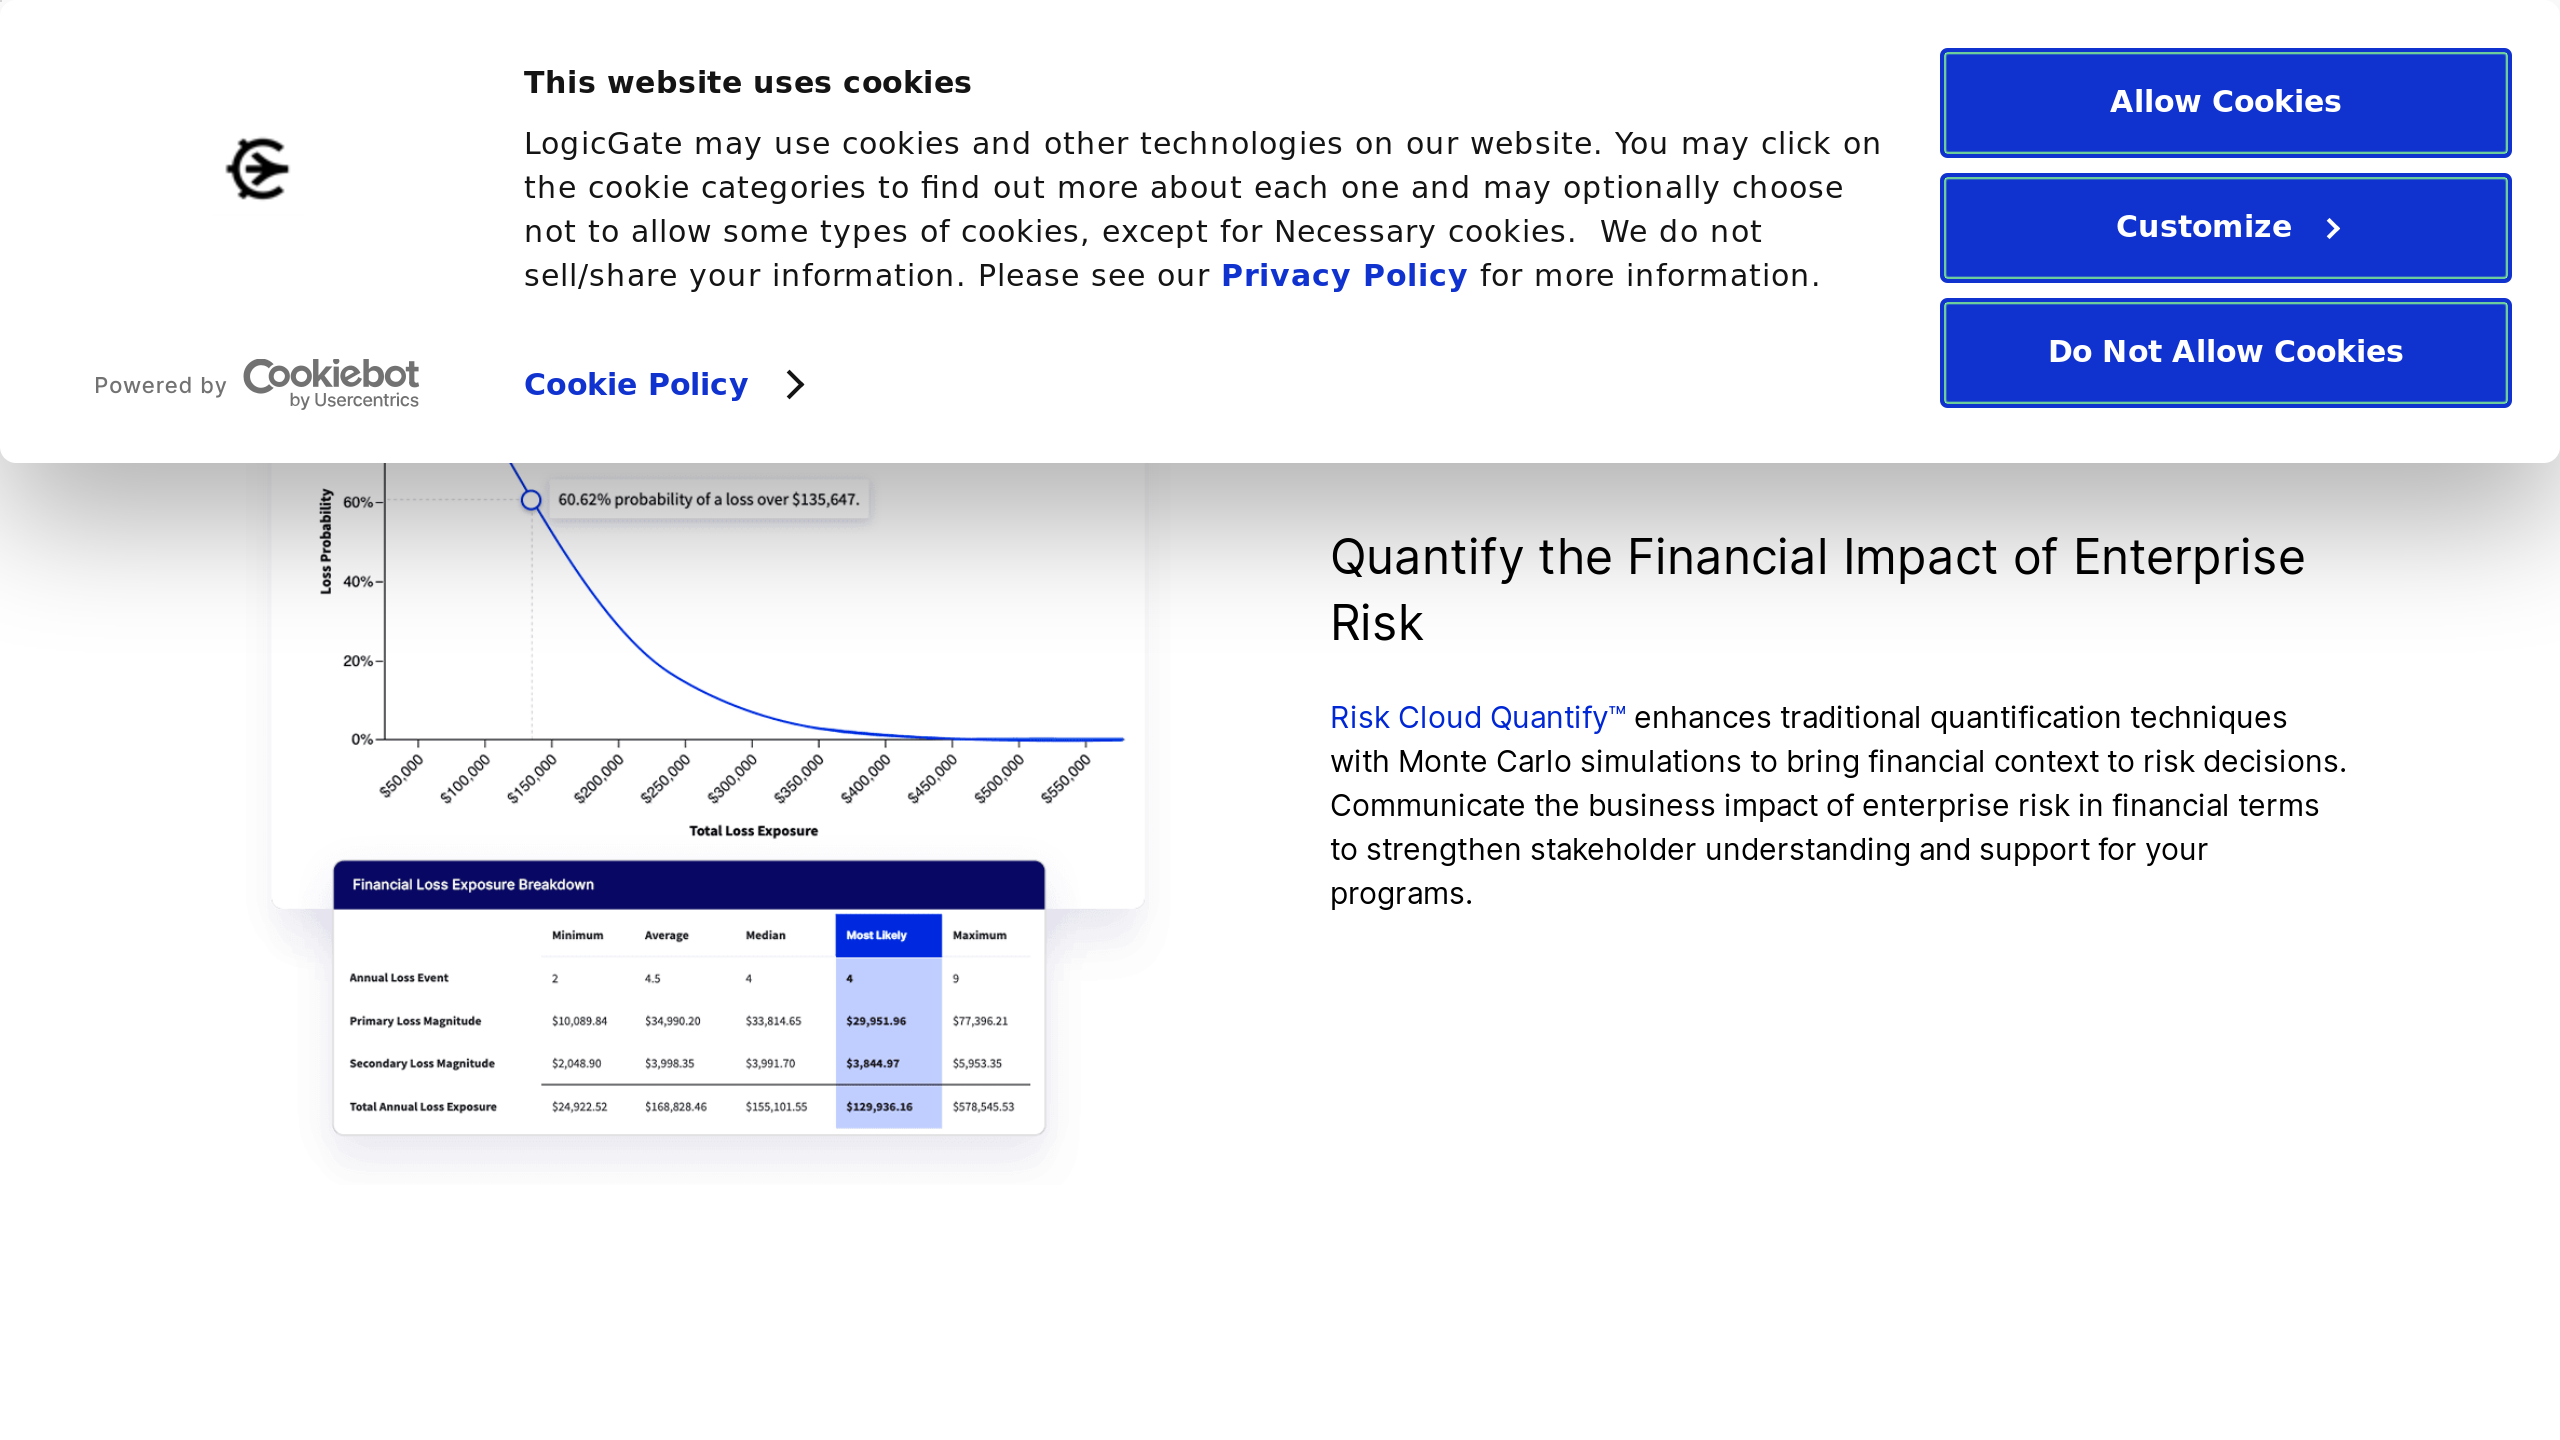 This website uses cookies
LogicGate may use cookies and other technologies on our website. You may click on
the cookie categories to find out more about each one and may optionally choose
not to allow some types of cookies, except for Necessary cookies.  We do not
sell/share your information. Please see our Privacy Policy for more information.
Powered by Cookiebot
by Usercentrics
Cookie Policy
Allow Cookies
Customize
Do Not Allow Cookies
Loss Probability
60%
40%
20%
0%
60.62% probability of a loss over $135,647.
$50,000 $100,000 $150,000 $200,000 $250,000 $300,000 $350,000 $400,000 $450,000 $500,000 $550,000
Total Loss Exposure
Financial Loss Exposure Breakdown
Minimum Average Median Most Likely Maximum
Annual Loss Event 2 4.5 4 4 9
Primary Loss Magnitude $10,089.84 $34,990.20 $33,814.65 $29,951.96 $77,396.21
Secondary Loss Magnitude $2,048.90 $3,998.35 $3,991.70 $3,844.97 $5,953.35
Total Annual Loss Exposure $24,922.52 $168,828.46 $155,101.55 $129,936.16 $578,545.53
Quantify the Financial Impact of Enterprise
Risk
Risk Cloud Quantify™ enhances traditional quantification techniques
with Monte Carlo simulations to bring financial context to risk decisions.
Communicate the business impact of enterprise risk in financial terms
to strengthen stakeholder understanding and support for your
programs.